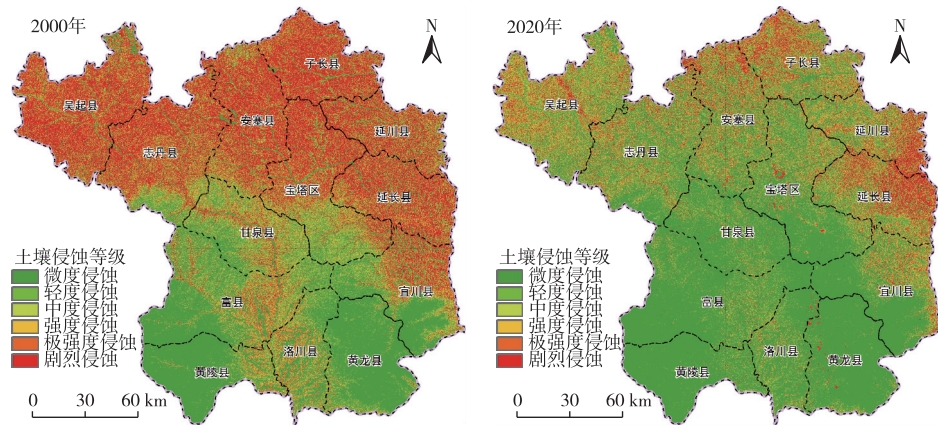 2000年
N
子长县
吴起县
安塞县
延川县
志丹县
宝塔区
延长县
甘泉县
宜川县
富县
洛川县
黄龙县
黄陵县
土壤侵蚀等级
微度侵蚀
轻度侵蚀
中度侵蚀
强度侵蚀
极强度侵蚀
剧烈侵蚀
0 30 60 km
2020年
N
子长县
吴起县
安塞县
延川县
志丹县
宝塔区
延长县
甘泉县
宜川县
富县
洛川县
黄龙县
黄陵县
土壤侵蚀等级
微度侵蚀
轻度侵蚀
中度侵蚀
强度侵蚀
极强度侵蚀
剧烈侵蚀
0 30 60 km